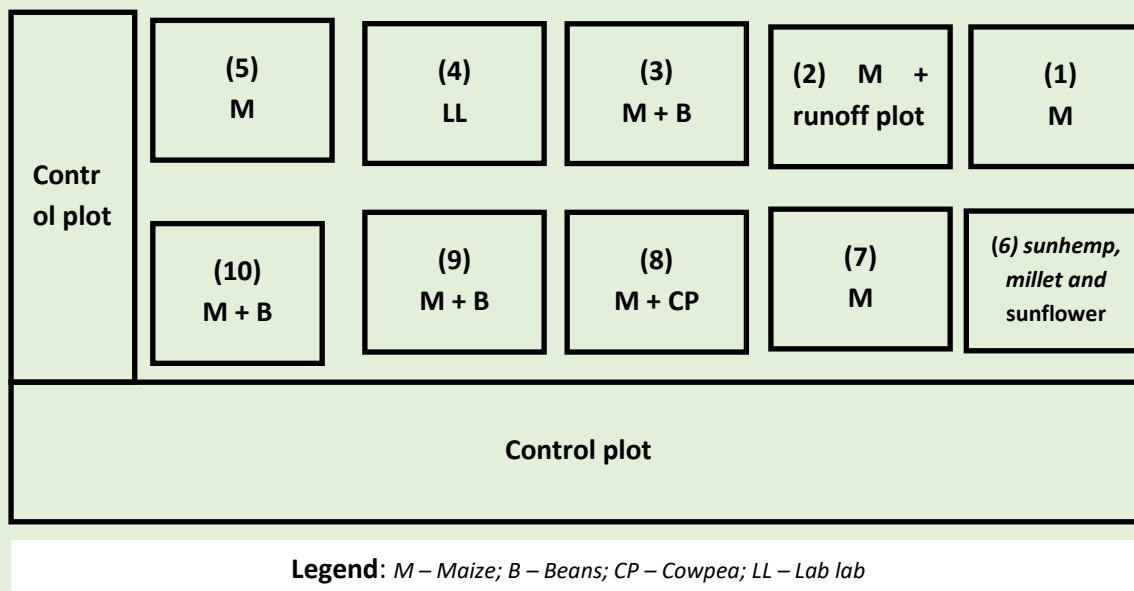 Contr
ol plot
(5)
M
(4)
LL
(3)
M + B
(2) M +
runoff plot
(1)
M
(10)
M + B
(9)
M + B
(8)
M + CP
(7)
M
(6) sunhemp,
millet and
sunflower
Control plot
Legend: M – Maize; B – Beans; CP – Cowpea; LL – Lab lab